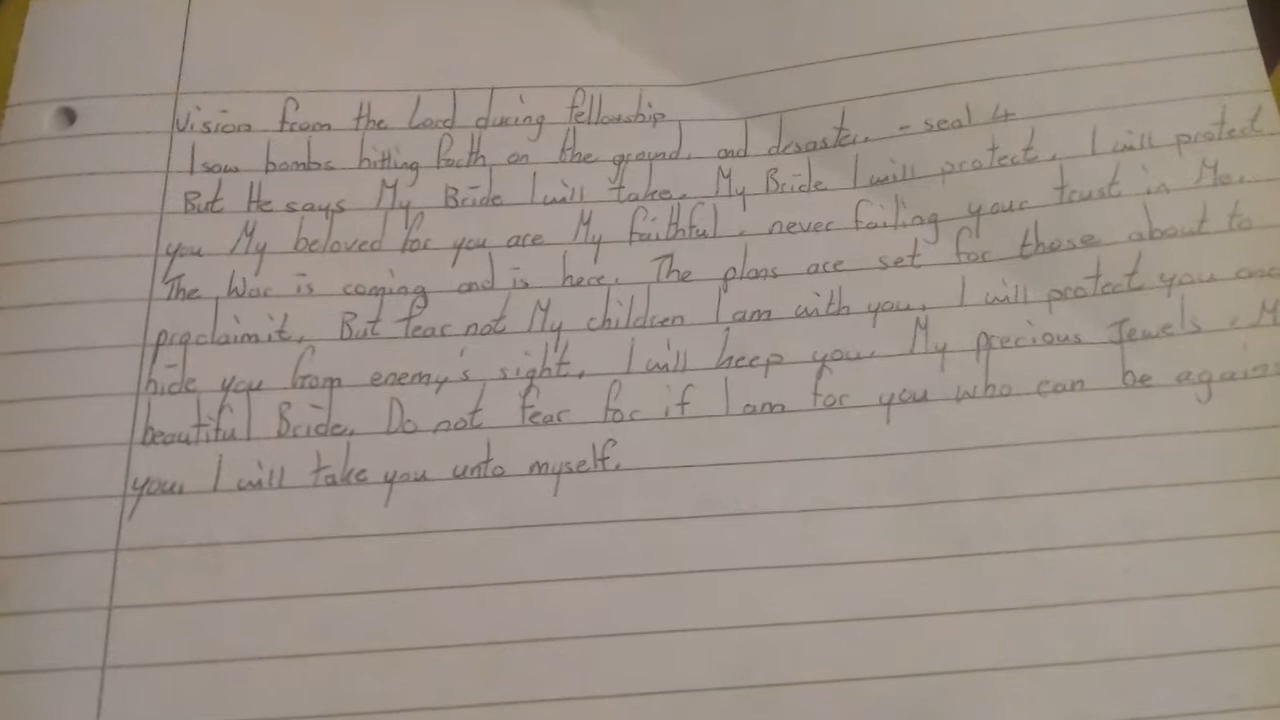 Vision from the Lord during fellowship
I saw bombs hitting Earth on the ground, and desaster. - seal 4
But He says My Bride I will take. My Bride I will protect. I will protect
you My beloved for you are My faithful, never failing your trust in Me.
The War is coming and is here. The plans are set for those about to
proclaim it. But fear not My children I am with you, I will protect you and
hide you from enemy's sight. I will keep you. My precious Jewels.
beautiful Bride. Do not fear for if I am for you who can be
you. I will take you unto myself.